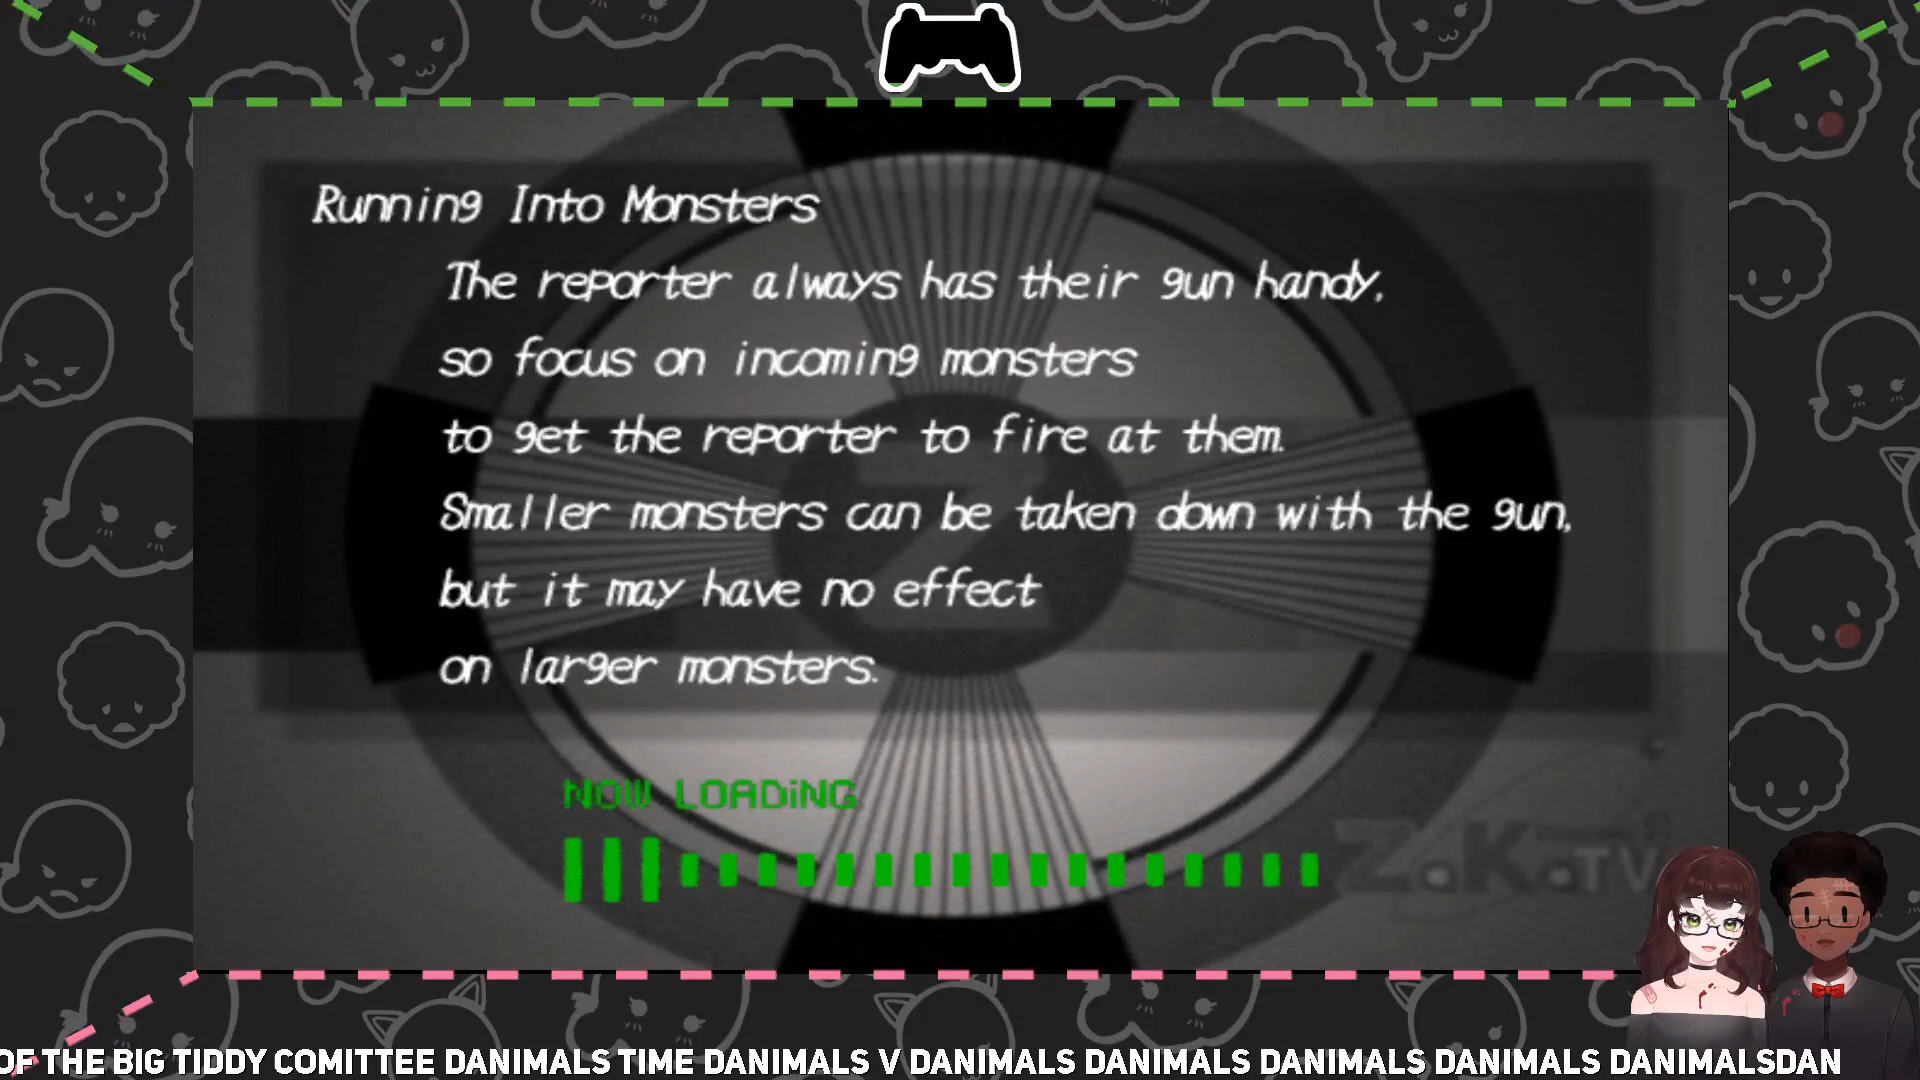 Running Into Monsters
The reporter always has their gun handy,
so focus on incoming monsters
to get the reporter to fire at them.
Smaller monsters can be taken down with the gun,
but it may have no effect
on larger monsters.
NOW LOADiNG
Z
ZaKaTV
OF THE BIG TIDDY COMITTEE DANIMALS TIME DANIMALS V DANIMALS DANIMALS DANIMALS DANIMALS DANIMALSDAN